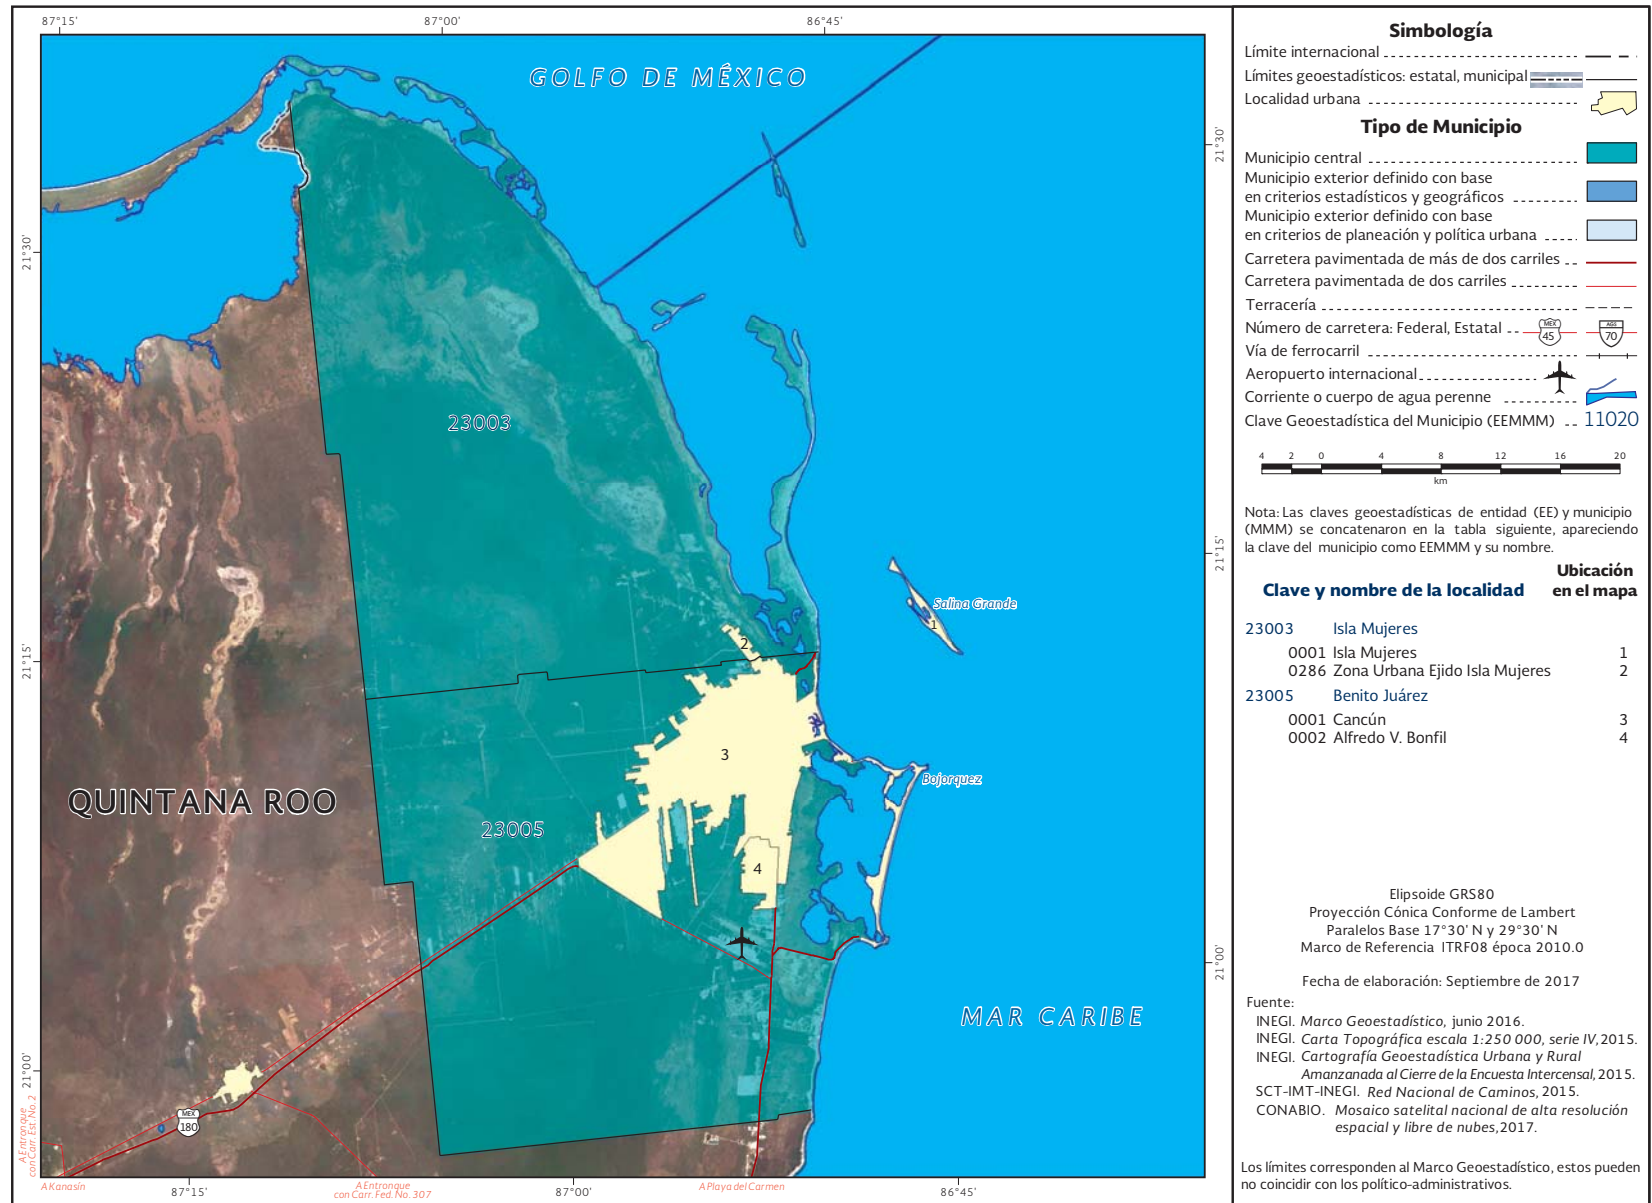 87°15'
87°00'
86°45'
GOLFO DE MÉXICO
21°30'
21°30'
23003
21°15'
Salina Grande
1
2
21°15'
3
Bojorquez
QUINTANA ROO
23005
4
21°00'
MAR CARIBE
21°00'
MEX
180
A Entronque
con Carr. Est. No. 2
A Kanasín
87°15'
A Entronque
con Carr. Fed. No. 307
87°00'
A Playa del Carmen
86°45'
Simbología
Límite internacional
Límites geoestadísticos: estatal, municipal
Localidad urbana
Tipo de Municipio
Municipio central
Municipio exterior definido con base
en criterios estadísticos y geográficos
Municipio exterior definido con base
en criterios de planeación y política urbana
Carretera pavimentada de más de dos carriles
Carretera pavimentada de dos carriles
Terracería
Número de carretera: Federal, Estatal MEX 45 AGS 70
Vía de ferrocarril
Aeropuerto internacional
Corriente o cuerpo de agua perenne
Clave Geoestadística del Municipio (EEMMM) 11020
4 2 0 4 8 12 16 20
km
Nota: Las claves geoestadísticas de entidad (EE) y municipio
(MMM) se concatenaron en la tabla siguiente, apareciendo
la clave del municipio como EEMMM y su nombre.
Clave y nombre de la localidad Ubicación
en el mapa
23003 Isla Mujeres
0001 Isla Mujeres 1
0286 Zona Urbana Ejido Isla Mujeres 2
23005 Benito Juárez
0001 Cancún 3
0002 Alfredo V. Bonfil 4
Elipsoide GRS80
Proyección Cónica Conforme de Lambert
Paralelos Base 17°30' N y 29°30' N
Marco de Referencia ITRF08 época 2010.0
Fecha de elaboración: Septiembre de 2017
Fuente:
INEGI. Marco Geoestadístico, junio 2016.
INEGI. Carta Topográfica escala 1:250 000, serie IV, 2015.
INEGI. Cartografía Geoestadística Urbana y Rural
Amanzanada al Cierre de la Encuesta Intercensal, 2015.
SCT-IMT-INEGI. Red Nacional de Caminos, 2015.
CONABIO. Mosaico satelital nacional de alta resolución
espacial y libre de nubes, 2017.
Los límites corresponden al Marco Geoestadístico, estos pueden
no coincidir con los político-administrativos.